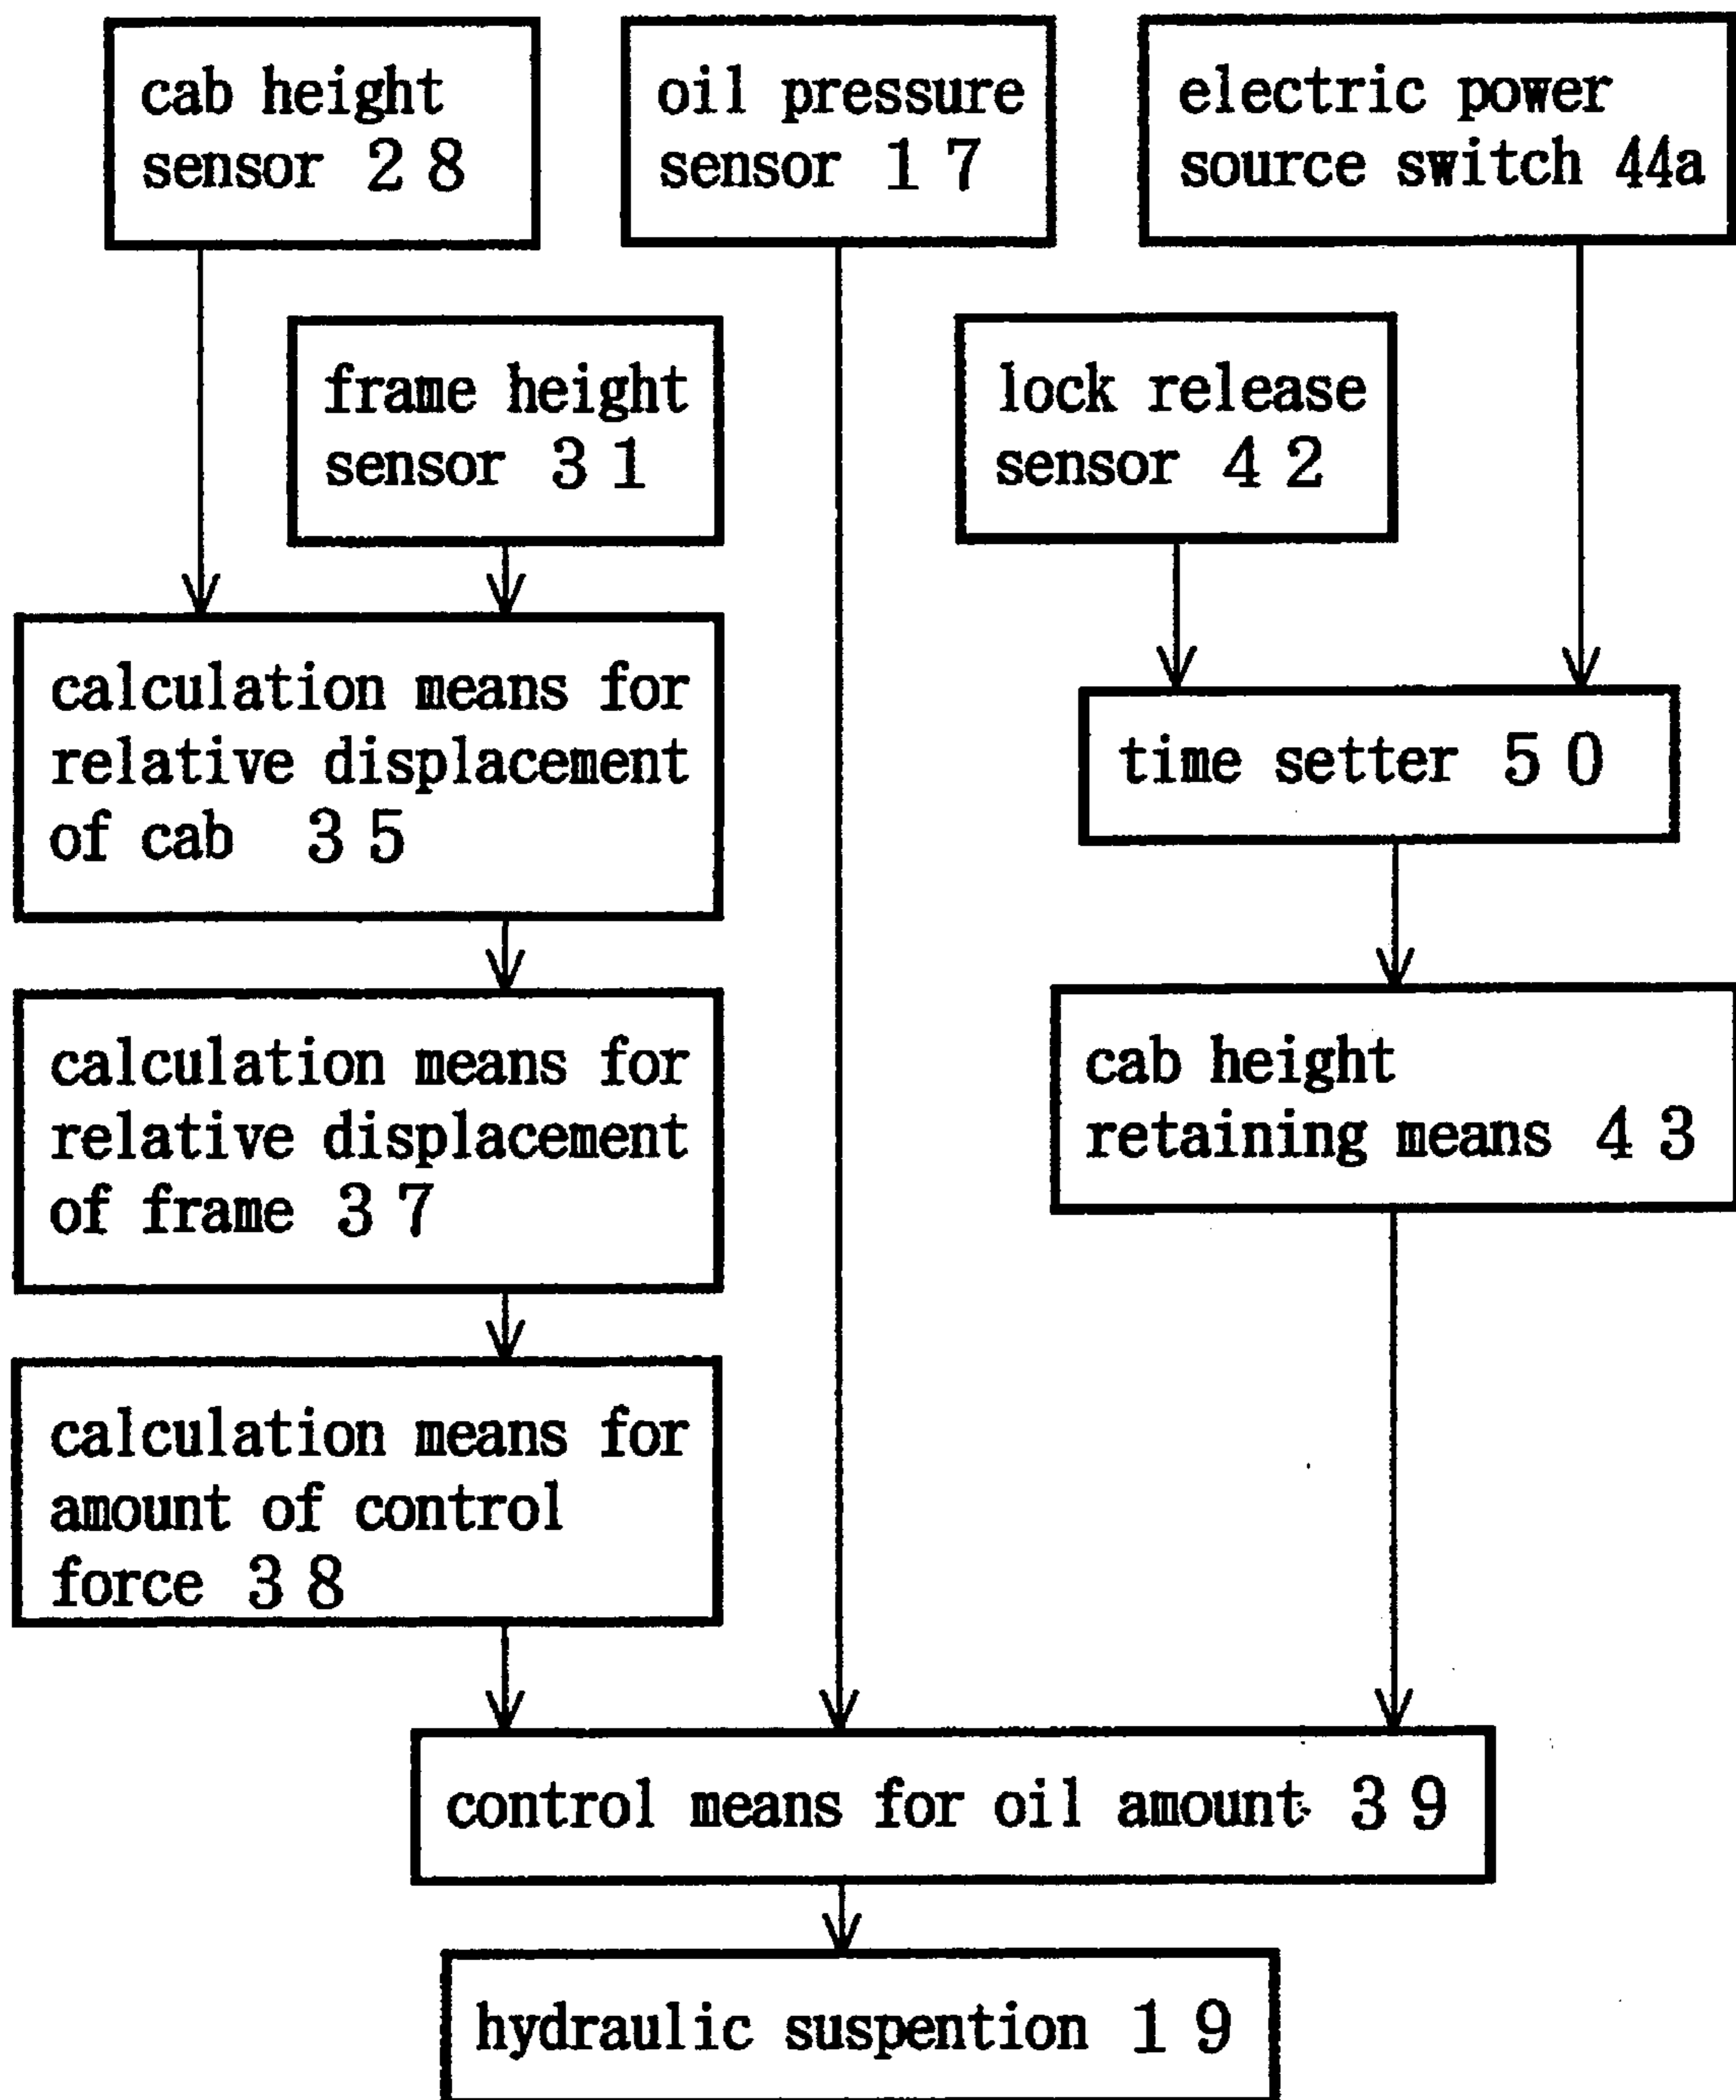 cab height
sensor 28
oil pressure
sensor 17
electric power
source switch 44a
frame height
sensor 31
lock release
sensor 42
calculation means for
relative displacement
of cab 35
time setter 50
calculation means for
relative displacement
of frame 37
cab height
retaining means 43
calculation means for
amount of control
force 38
control means for oil amount 39
hydraulic suspention 19